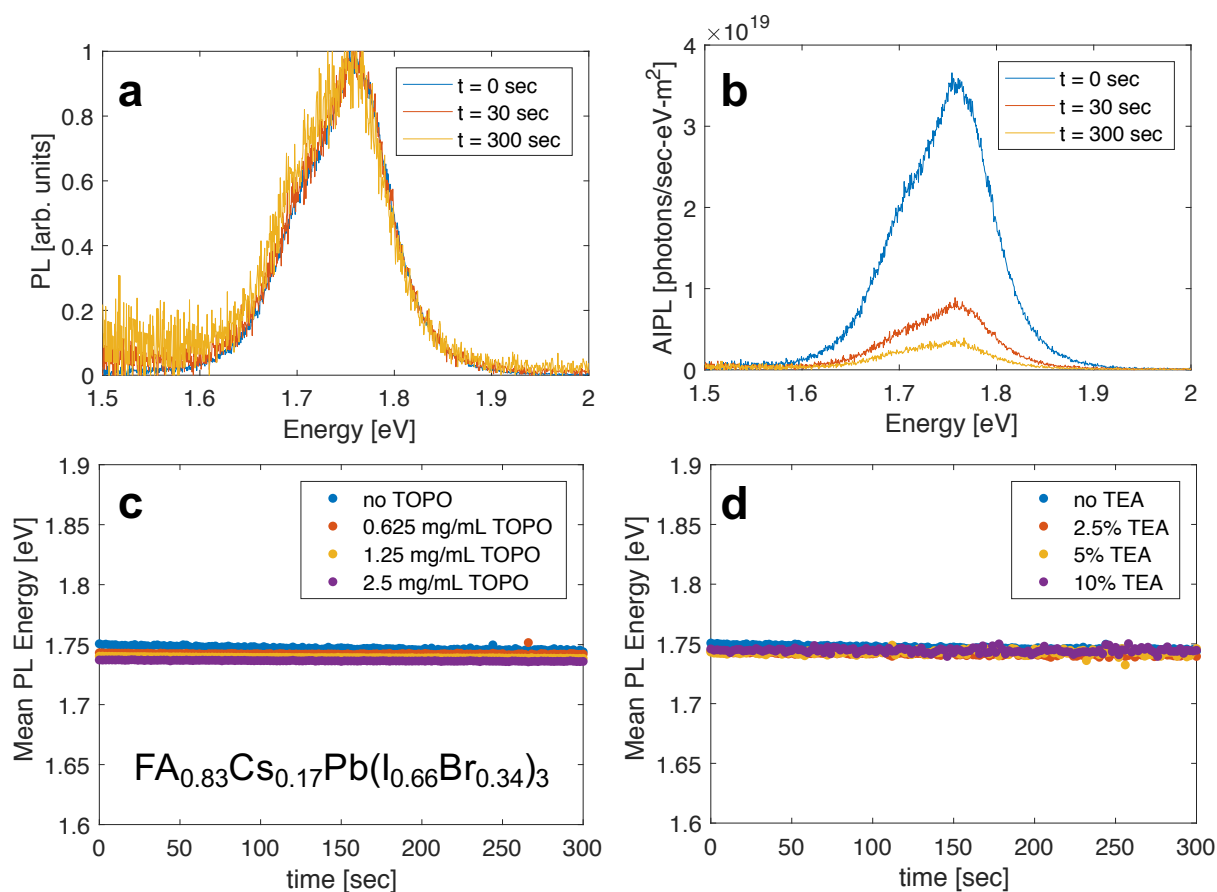 a
PL [arb. units]
1
0.8
0.6
0.4
0.2
0
1.5 1.6 1.7 1.8 1.9 2
Energy [eV]
t = 0 sec
t = 30 sec
t = 300 sec
b
×10¹⁹
AIPL [photons/sec-eV-m²]
4
3
2
1
0
1.5 1.6 1.7 1.8 1.9 2
Energy [eV]
t = 0 sec
t = 30 sec
t = 300 sec
c
Mean PL Energy [eV]
1.9
1.85
1.8
1.75
1.7
1.65
1.6
0 50 100 150 200 250 300
time [sec]
no TOPO
0.625 mg/mL TOPO
1.25 mg/mL TOPO
2.5 mg/mL TOPO
FA₀.₈₃Cs₀.₁₇Pb(I₀.₆₆Br₀.₃₄)₃
d
Mean PL Energy [eV]
1.9
1.85
1.8
1.75
1.7
1.65
1.6
0 50 100 150 200 250 300
time [sec]
no TEA
2.5% TEA
5% TEA
10% TEA